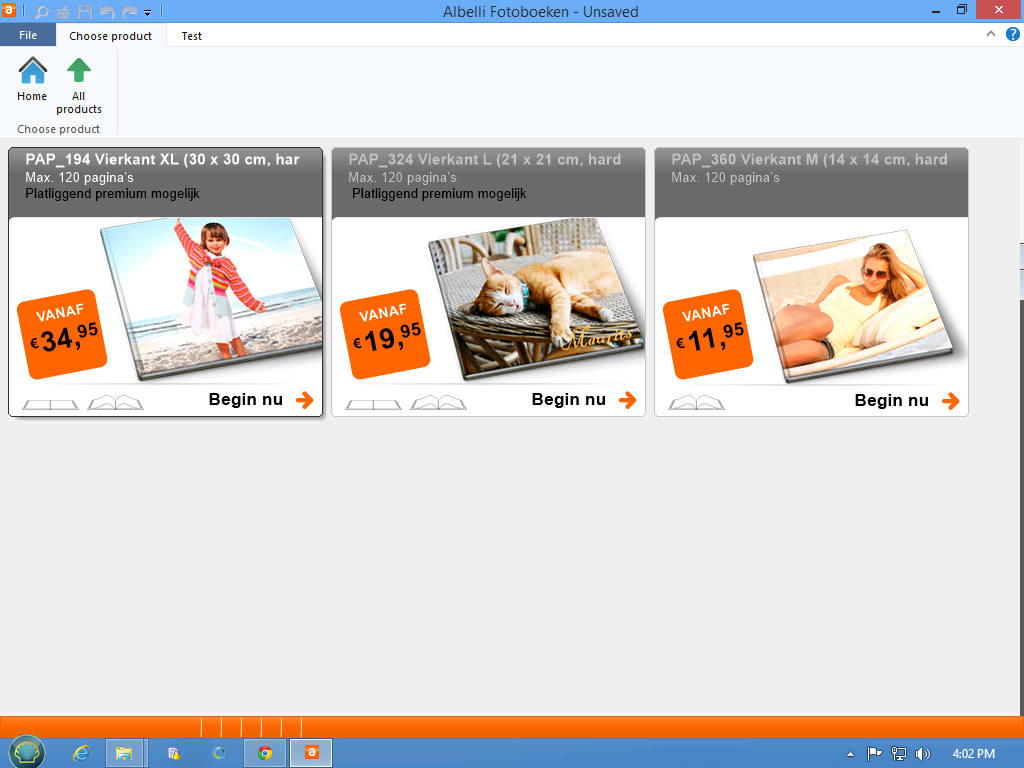 Albelli Fotoboeken - Unsaved
File
Choose product
Test
Home
All
products
Choose product
PAP_194 Vierkant XL (30 x 30 cm, har
Max. 120 pagina's
Platliggend premium mogelijk
VANAF
€34,95
Begin nu
PAP_324 Vierkant L (21 x 21 cm, hard
Max. 120 pagina's
Platliggend premium mogelijk
VANAF
€19,95
Maurits
Begin nu
PAP_360 Vierkant M (14 x 14 cm, hard
Max. 120 pagina's
VANAF
€11,95
Begin nu
4:02 PM